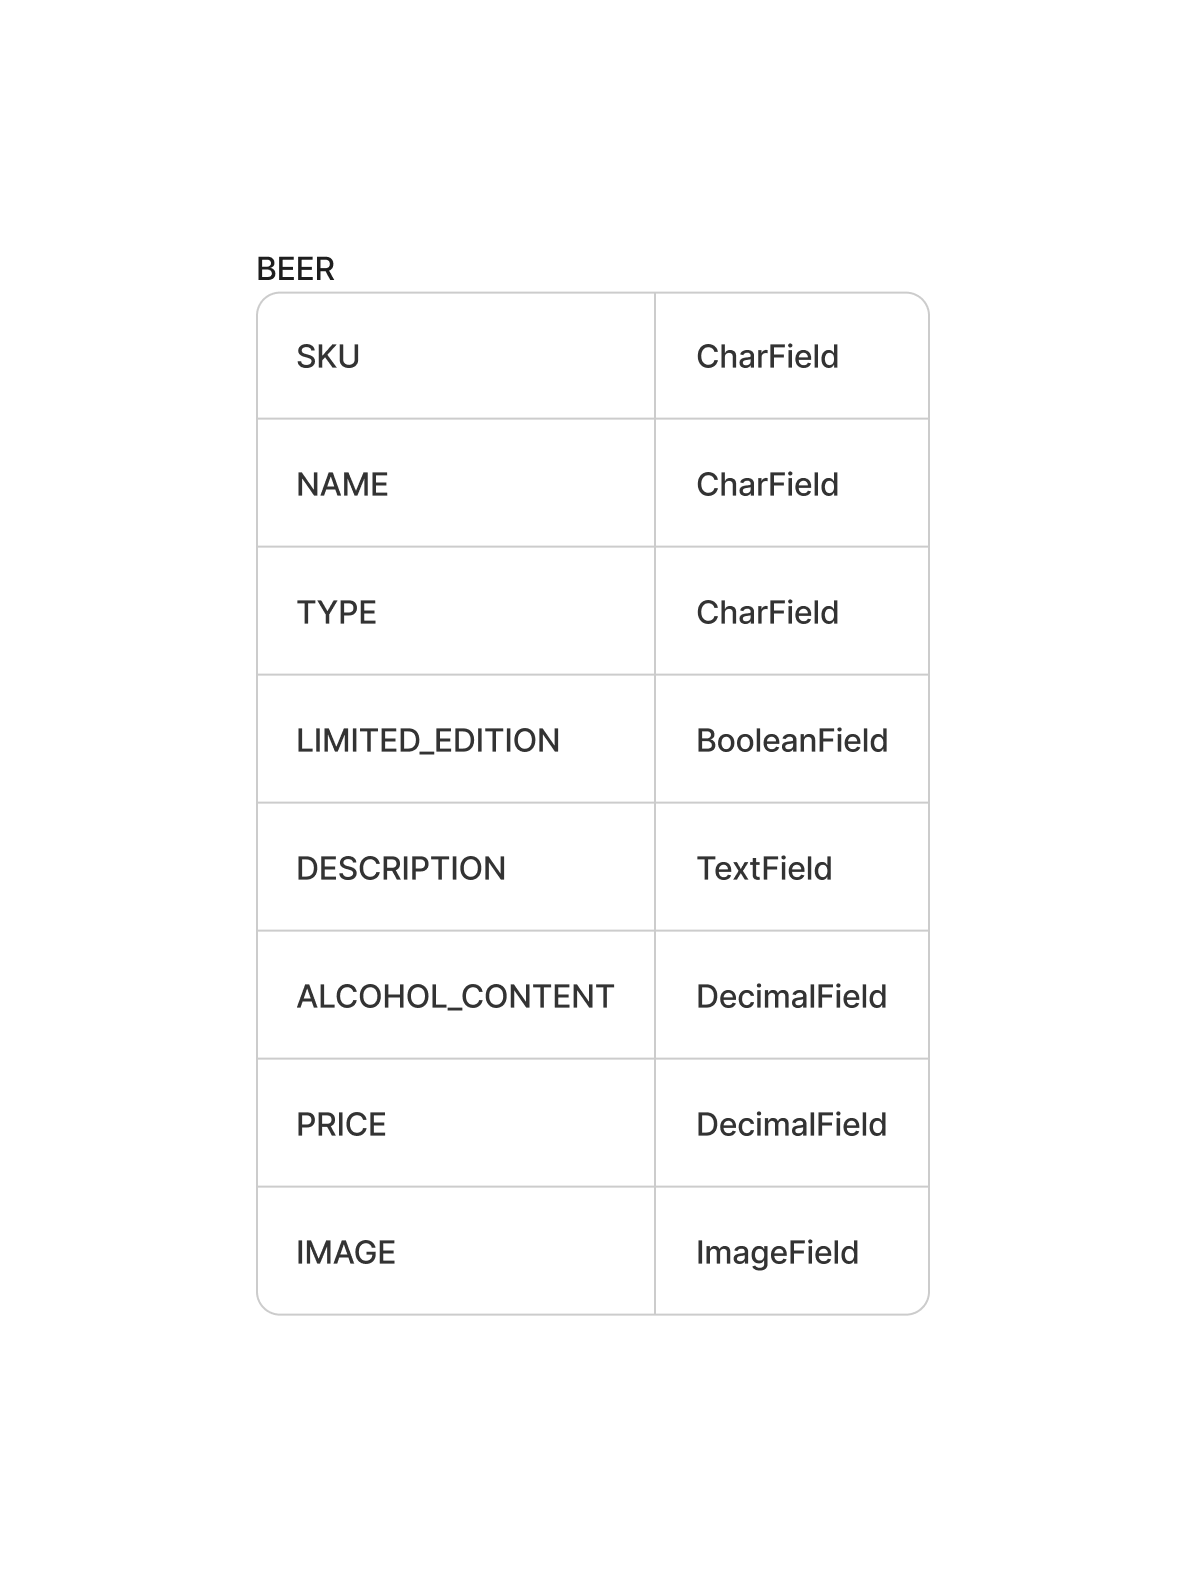 BEER
SKU CharField
NAME CharField
TYPE CharField
LIMITED_EDITION BooleanField
DESCRIPTION TextField
ALCOHOL_CONTENT DecimalField
PRICE DecimalField
IMAGE ImageField